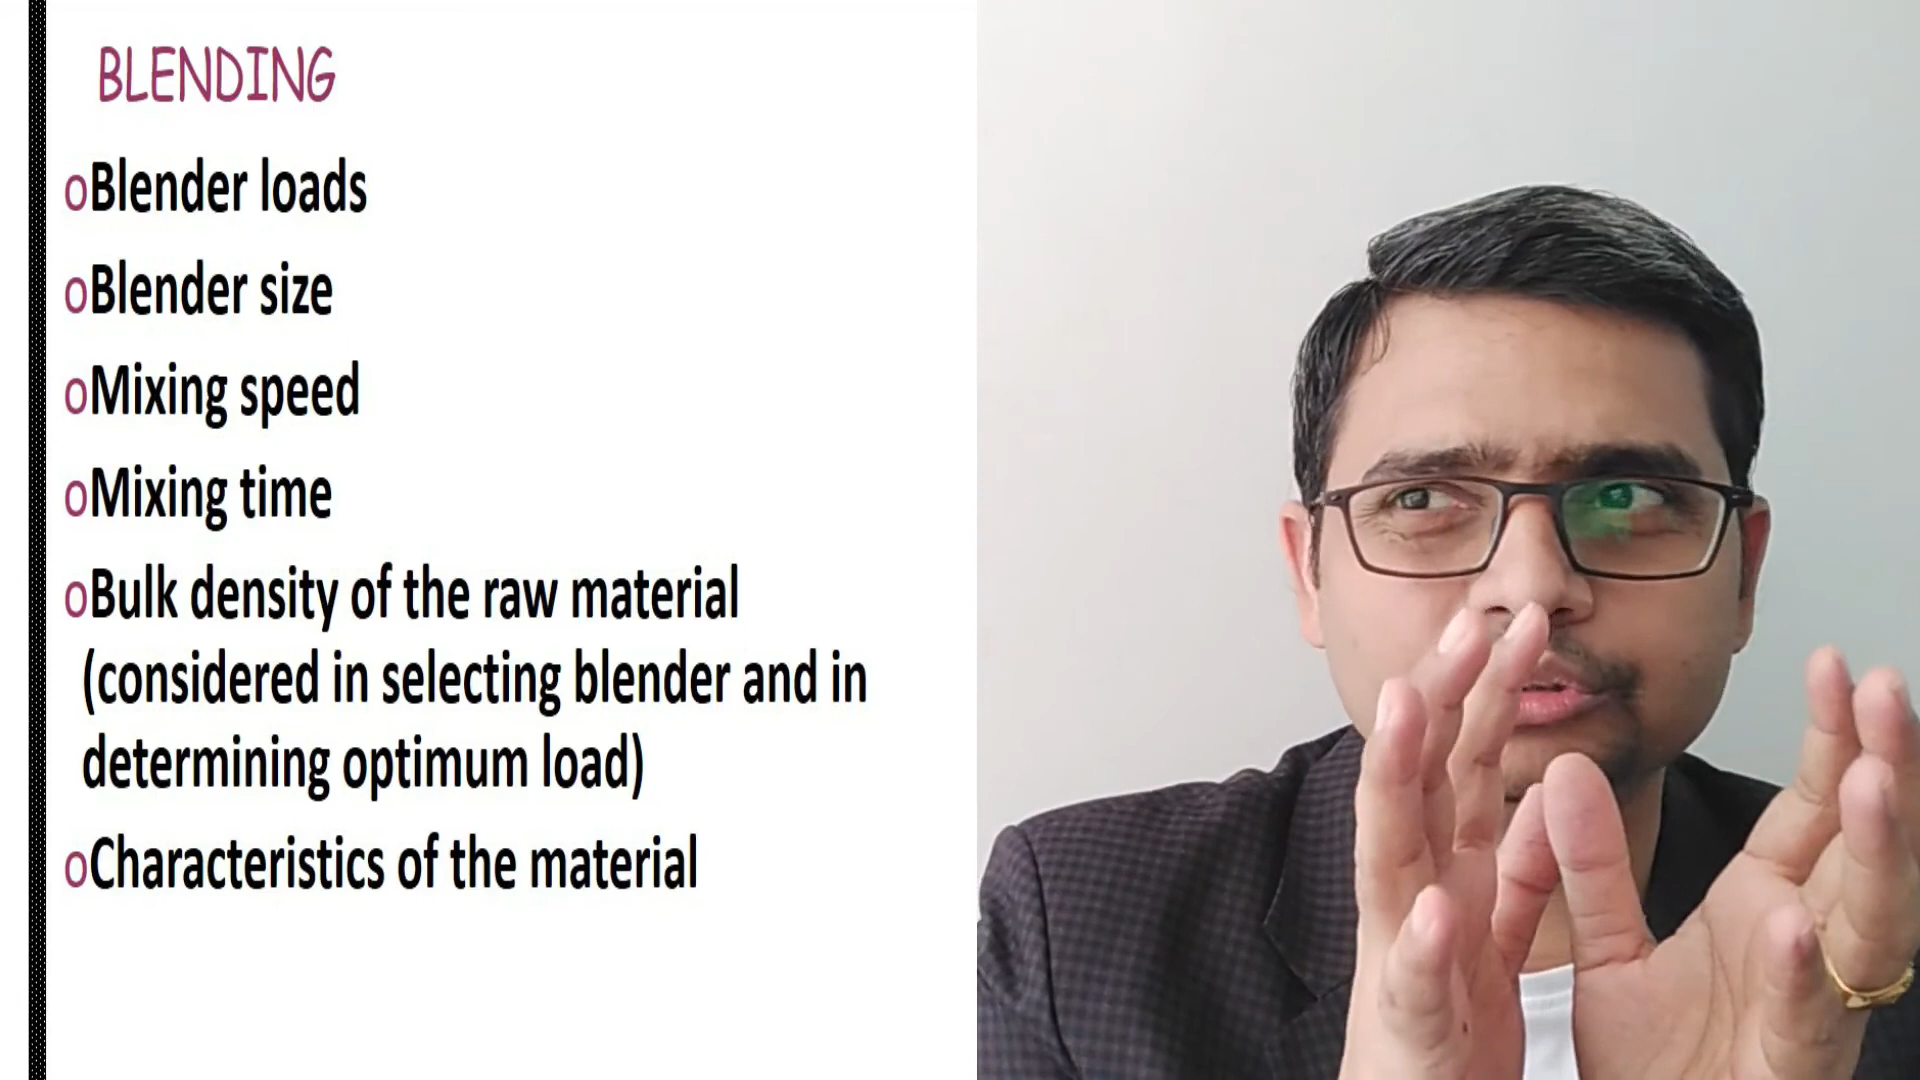 BLENDING
oBlender loads
oBlender size
oMixing speed
oMixing time
oBulk density of the raw material
(considered in selecting blender and in
determining optimum load)
oCharacteristics of the material